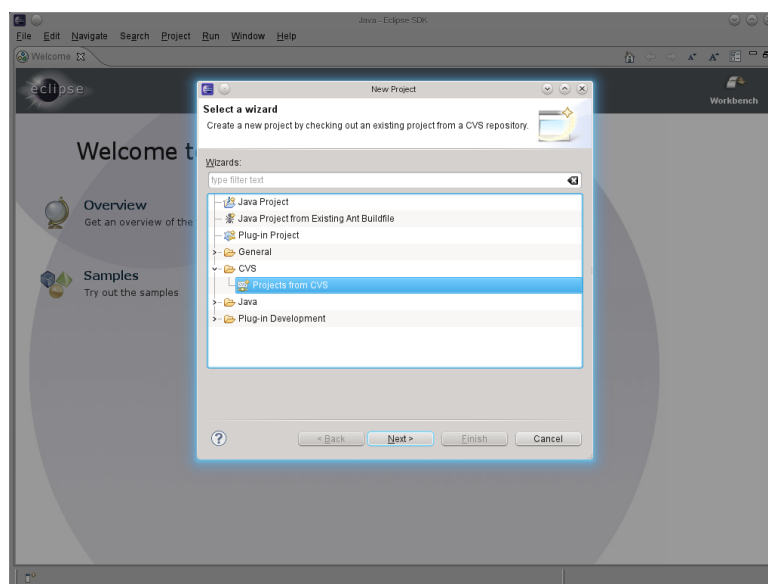 Java - Eclipse SDK
File Edit Navigate Search Project Run Window Help
Welcome
eclipse
Workbench
Welcome t
Overview
Get an overview of the
Samples
Try out the samples
New Project
Select a wizard
Create a new project by checking out an existing project from a CVS repository.
Wizards:
type filter text
Java Project
Java Project from Existing Ant Buildfile
Plug-in Project
General
CVS
Projects from CVS
Java
Plug-in Development
< Back Next > Finish Cancel